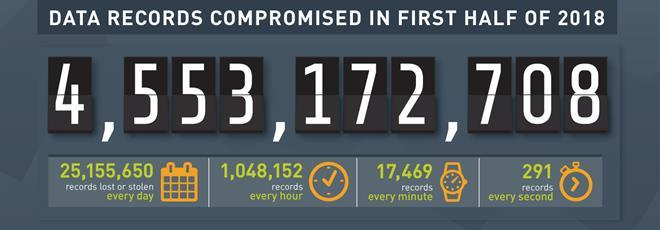 DATA RECORDS COMPROMISED IN FIRST HALF OF 2018
4,553,172,708
25,155,650
records lost or stolen
every day
1,048,152
records
every hour
17,469
records
every minute
291
records
every second